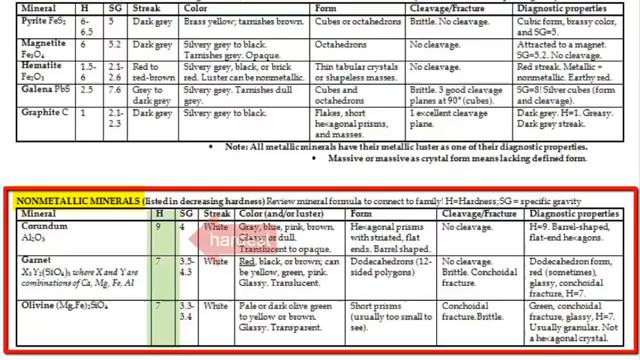 Mineral H SG Streak Color Form Cleavage/Fracture Diagnostic properties
Pyrite FeS₂ 6- 5 Dark grey Brass yellow; tarnishes brown. Cubes or octahedrons Brittle. No cleavage. Cubic form, brassy color,
6.5 and SG=5.
Magnetite 6 5.2 Dark grey Silvery grey to black. Octahedrons No cleavage. Attracted to a magnet.
Fe₃O₄ Tarnishes grey. Opaque. SG=5.2. No cleavage.
Hematite 1.5- 2.1- Red to Silvery grey, black, or brick Thin tabular crystals No cleavage. Red streak. Metallic +
Fe₂O₃ 6 2.6 red-brown red. Luster can be nonmetallic. or shapeless masses. nonmetallic. Earthy red.
Galena PbS 2.5 7.6 Grey to Silvery grey. Tarnishes dull Cubes and Brittle. 3 good cleavage SG=8! Silver cubes (form
dark grey grey. octahedrons planes at 90° (cubes). and cleavage).
Graphite C 1 2.1- Dark grey Silvery grey to black. Flakes, short 1 excellent cleavage Dark grey. H=1. Greasy.
2.3 hexagonal prisms, plane. Dark grey streak.
and masses.
• Note: All metallic minerals have their metallic luster as one of their diagnostic properties.
• Massive or massive as crystal form means lacking defined form.
NONMETALLIC MINERALS (listed in decreasing hardness) Review mineral formula to connect to family! H=Hardness; SG = specific gravity
Mineral H SG Streak Color (and/or luster) Form Cleavage/Fracture Diagnostic properties
Corundum 9 4 White Gray, blue, pink, brown. Hexagonal prisms No cleavage. H=9. Barrel-shaped,
Al₂O₃ Glassy or dull. with striated, flat flat-end hexagons.
Translucent to opaque. ends. Barrel shaped.
Garnet 7 3.5- White Red, black, or brown; can Dodecahedrons (12- No cleavage. Dodecahedron form,
X₃Y₂(SiO₄)₃ where X and Y are 4.3 be yellow, green, pink. sided polygons) Brittle. Conchoidal red (sometimes),
combinations of Ca, Mg, Fe, Al Glassy. Translucent. fracture. glassy, conchoidal
fracture, H=7.
Olivine (Mg,Fe)₂SiO₄ 7 3.3- White Pale or dark olive green Short prisms Conchoidal Green, conchoidal
3.4 to yellow or brown. (usually too small to fracture.Brittle. fracture, glassy, H=7.
Glassy. Transparent. see). Usually granular. Not
a hexagonal crystal.